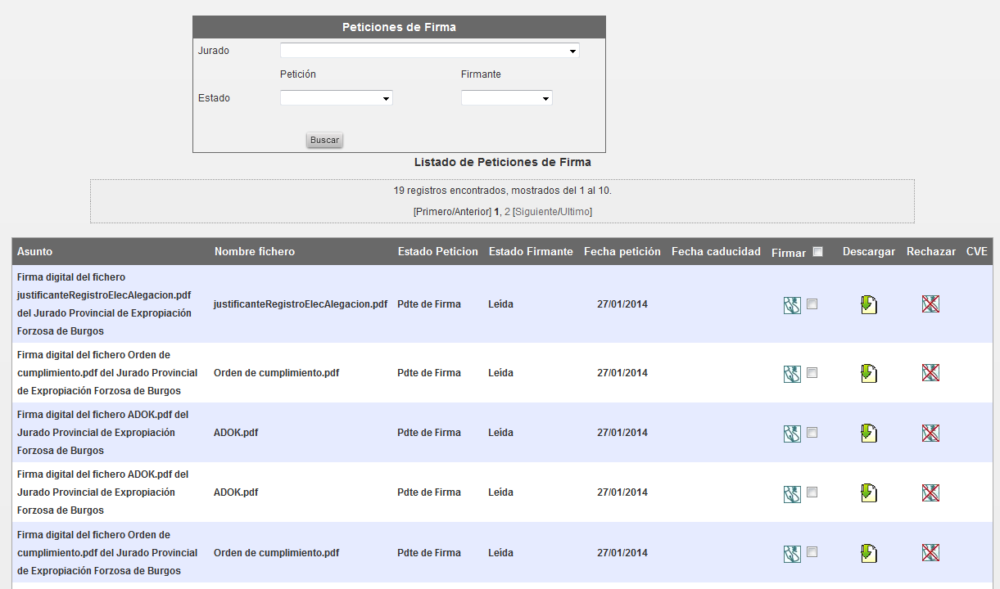 Peticiones de Firma
Jurado
Petición Firmante
Estado
Buscar
Listado de Peticiones de Firma
19 registros encontrados, mostrados del 1 al 10.
[Primero/Anterior] 1, 2 [Siguiente/Ultimo]
Asunto Nombre fichero Estado Peticion Estado Firmante Fecha petición Fecha caducidad Firmar Descargar Rechazar CVE
Firma digital del fichero
justificanteRegistroElecAlegacion.pdf
del Jurado Provincial de Expropiación
Forzosa de Burgos
justificanteRegistroElecAlegacion.pdf Pdte de Firma Leída 27/01/2014
Firma digital del fichero Orden de
cumplimiento.pdf del Jurado Provincial
de Expropiación Forzosa de Burgos
Orden de cumplimiento.pdf Pdte de Firma Leída 27/01/2014
Firma digital del fichero ADOK.pdf del
Jurado Provincial de Expropiación
Forzosa de Burgos
ADOK.pdf Pdte de Firma Leída 27/01/2014
Firma digital del fichero ADOK.pdf del
Jurado Provincial de Expropiación
Forzosa de Burgos
ADOK.pdf Pdte de Firma Leída 27/01/2014
Firma digital del fichero Orden de
cumplimiento.pdf del Jurado Provincial
de Expropiación Forzosa de Burgos
Orden de cumplimiento.pdf Pdte de Firma Leída 27/01/2014